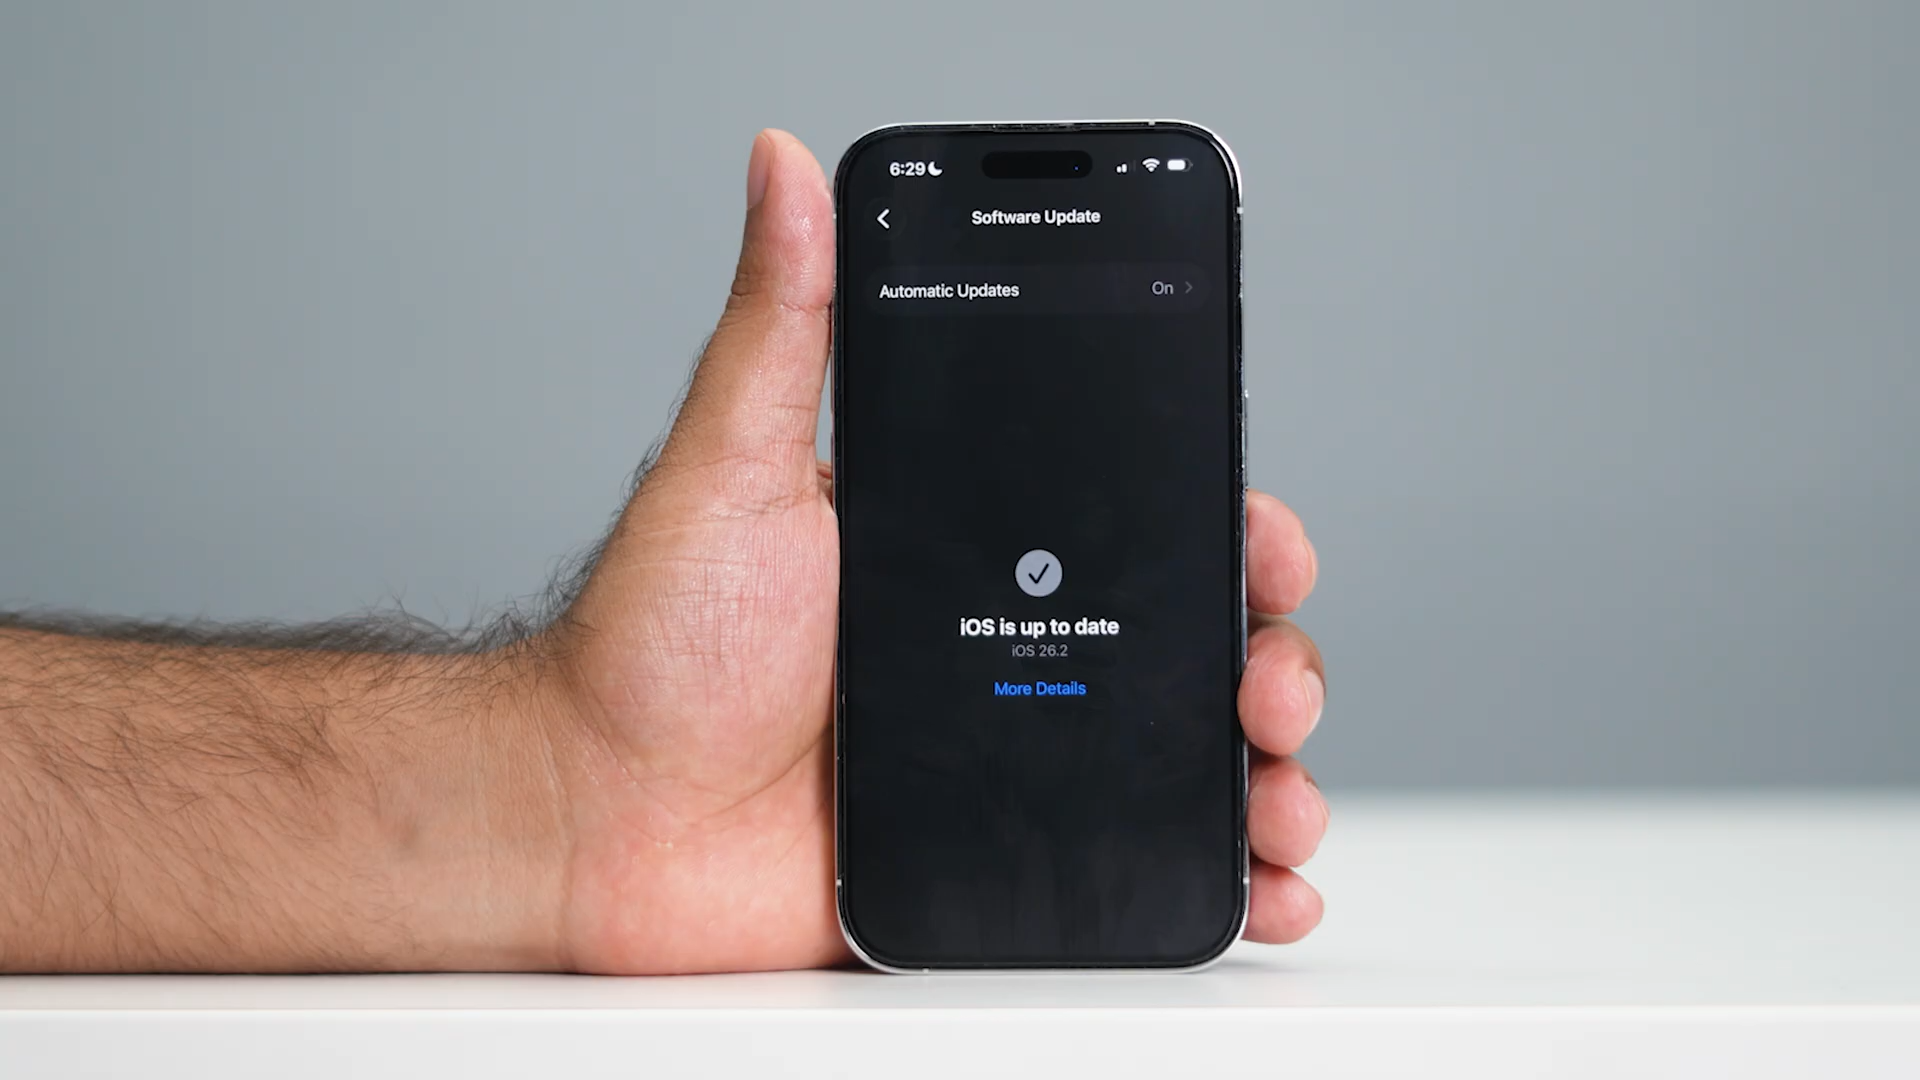 6:29
Software Update
Automatic Updates On
iOS is up to date
iOS 26.2
More Details